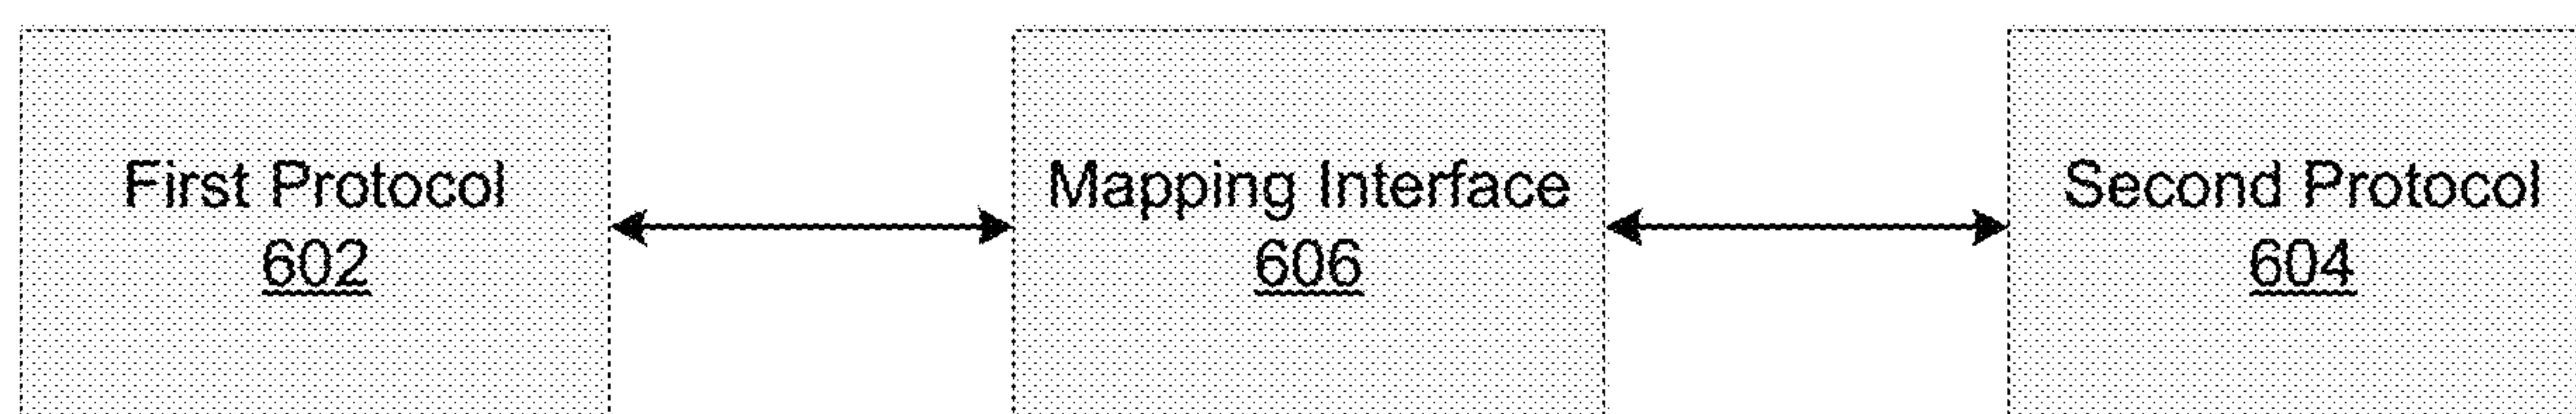 First Protocol
602
Mapping Interface
606
Second Protocol
604